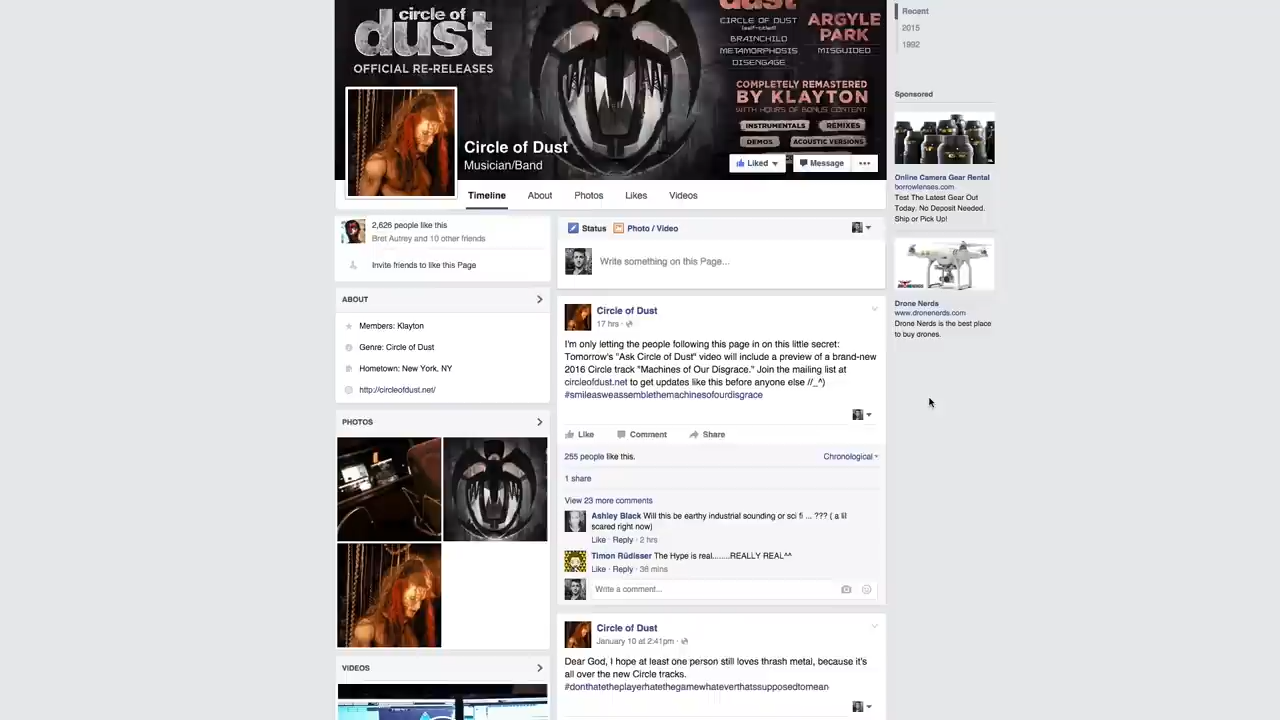 circle of
dust
OFFICIAL RE-RELEASES
dust
CIRCLE OF DUST
(self-titled)
BRAINCHILD
METAMORPHOSIS
DISENGAGE
ARGYLE
PARK
MISGUIDED
COMPLETELY REMASTERED
BY KLAYTON
WITH HOURS OF BONUS CONTENT
INSTRUMENTALS
REMIXES
DEMOS
ACOUSTIC VERSIONS
Circle of Dust
Musician/Band
Liked
Message
Timeline
About
Photos
Likes
Videos
2,626 people like this
Bret Autrey and 10 other friends
Invite friends to like this Page
ABOUT
Members: Klayton
Genre: Circle of Dust
Hometown: New York, NY
http://circleofdust.net/
PHOTOS
VIDEOS
Status
Photo / Video
Write something on this Page...
Circle of Dust
17 hrs ·
I'm only letting the people following this page in on this little secret:
Tomorrow's "Ask Circle of Dust" video will include a preview of a brand-new
2016 Circle track "Machines of Our Disgrace." Join the mailing list at
circleofdust.net to get updates like this before anyone else //_^)
#smileasweassemblethemachinesofourdisgrace
Like
Comment
Share
255 people like this.
Chronological
1 share
View 23 more comments
Ashley Black Will this be earthy industrial sounding or sci fi ... ??? ( a lil
scared right now)
Like · Reply · 2 hrs
Timon Rüdisser The Hype is real........REALLY REAL^^
Like · Reply · 36 mins
Write a comment...
Circle of Dust
January 10 at 2:41pm ·
Dear God, I hope at least one person still loves thrash metal, because it's
all over the new Circle tracks.
#donthatetheplayerhatethegamewhateverthatssupposedtomean
Recent
2015
1992
Sponsored
Online Camera Gear Rental
borrowlenses.com
Test The Latest Gear Out
Today. No Deposit Needed.
Ship or Pick Up!
Drone Nerds
www.dronenerds.com
Drone Nerds is the best place
to buy drones.